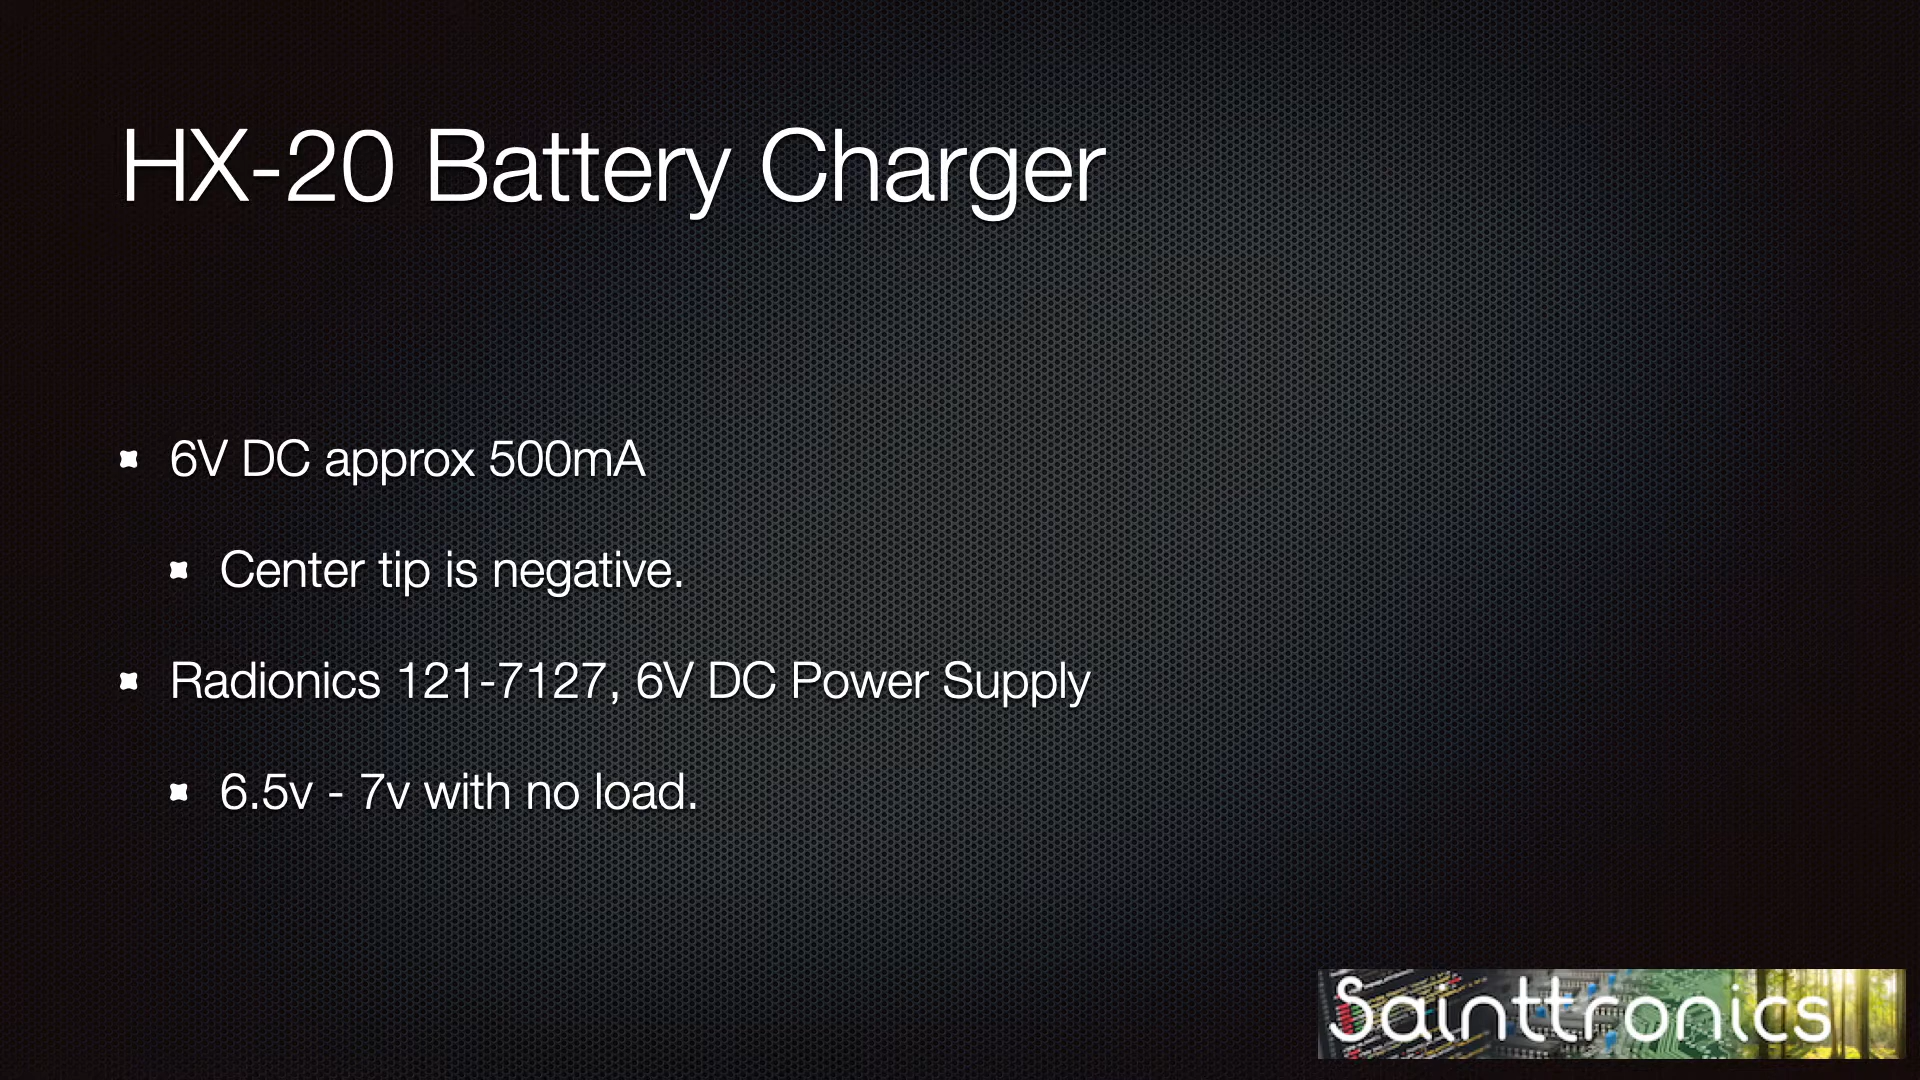 HX-20 Battery Charger
6V DC approx 500mA
Center tip is negative.
Radionics 121-7127, 6V DC Power Supply
6.5v - 7v with no load.
Sainttronics